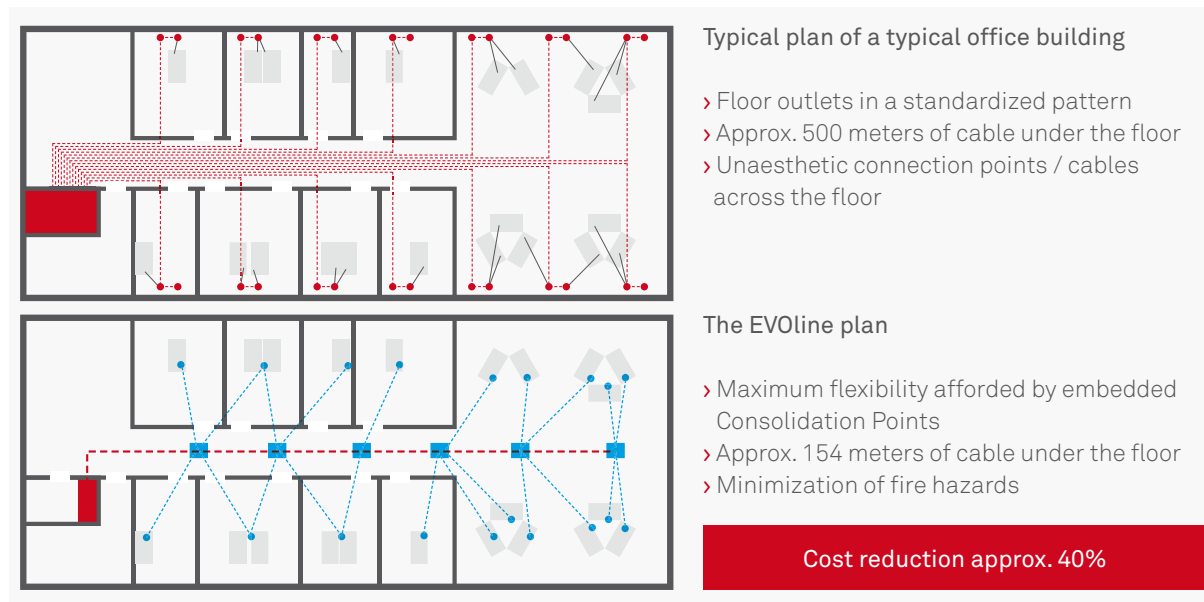 Typical plan of a typical office building
› Floor outlets in a standardized pattern
› Approx. 500 meters of cable under the floor
› Unaesthetic connection points / cables
across the floor
The EVOline plan
› Maximum flexibility afforded by embedded
Consolidation Points
› Approx. 154 meters of cable under the floor
› Minimization of fire hazards
Cost reduction approx. 40%